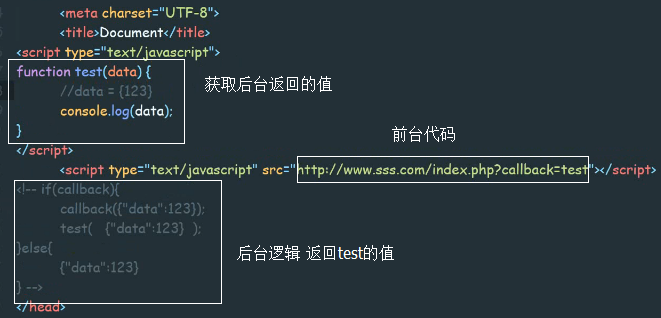 <meta charset="UTF-8">
<title>Document</title>
<script type="text/javascript">
function test(data) {
//data = {123}
获取后台返回的值
console.log(data);
}
前台代码
</script>
<script type="text/javascript" src="http://www.sss.com/index.php?callback=test"></script>
<!-- if(callback){
callback({"data":123});
test( {"data":123} );
}else{
后台逻辑 返回test的值
{"data":123}
} -->
</head>